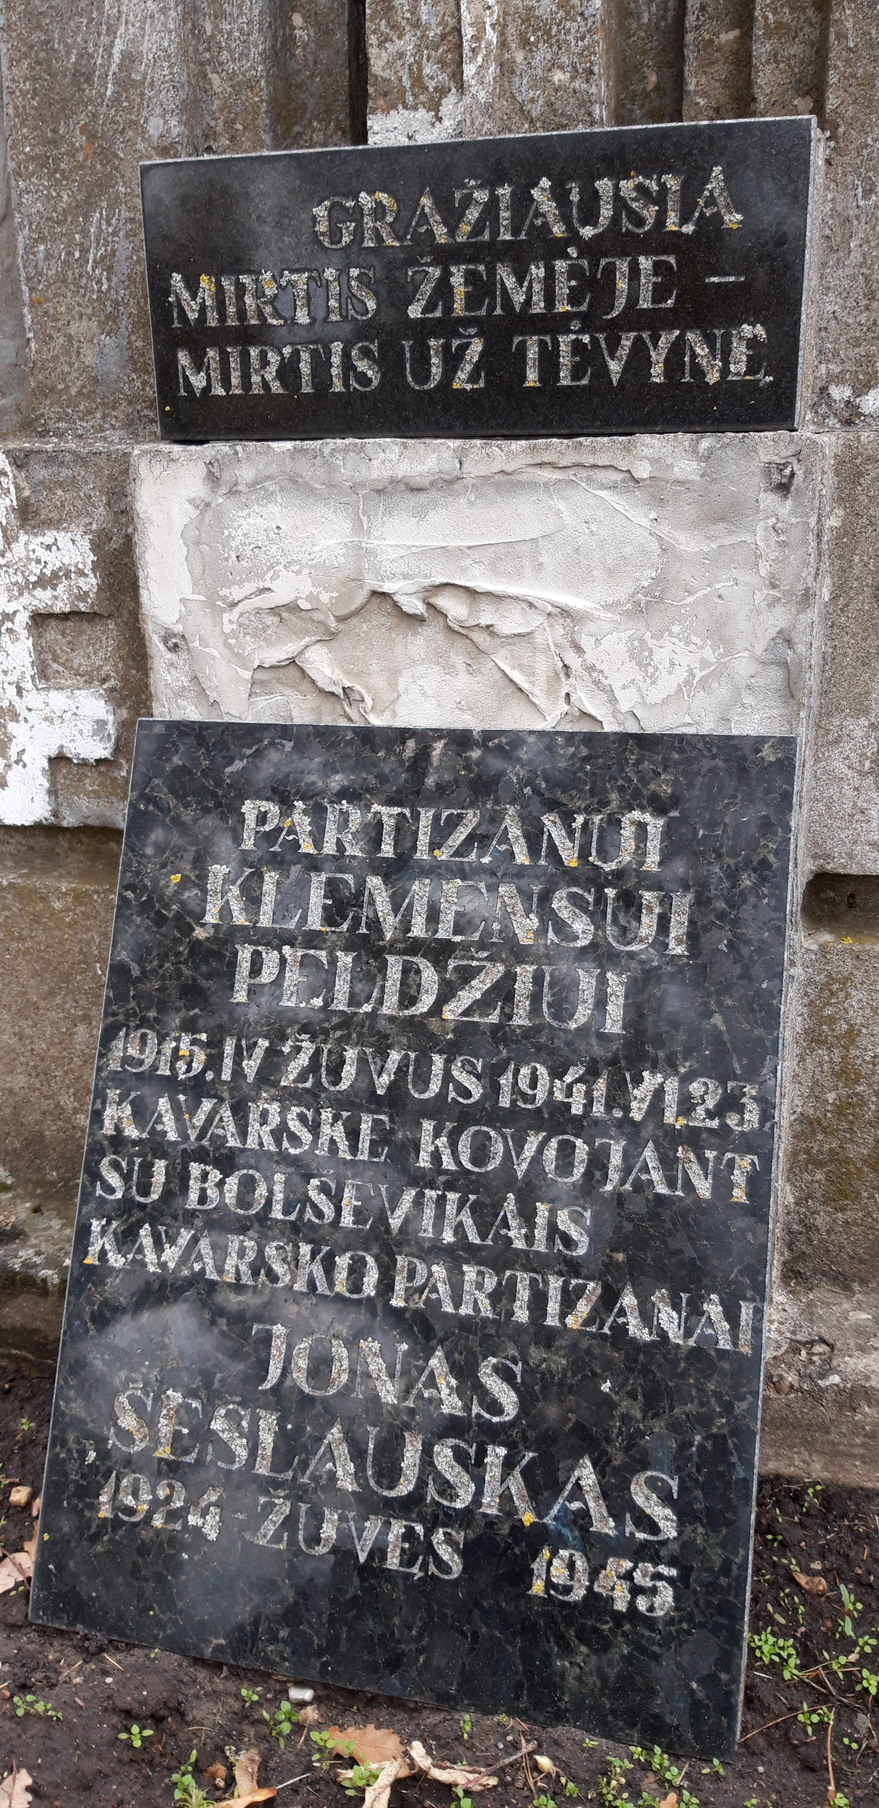 GRAŽIAUSIA
MIRTIS ŽEMĖJE –
MIRTIS UŽ TĖVYNĘ
PARTIZANUI
KLEMENSUI
PELDŽIUI
1915.IV ŽUVUS 1941.VI.23
KAVARSKE KOVOJANT
SU BOLŠEVIKAIS
KAVARSKO PARTIZANAI
JONAS
ŠEŠLAUSKAS
1924 - ŽUVĘS 1945